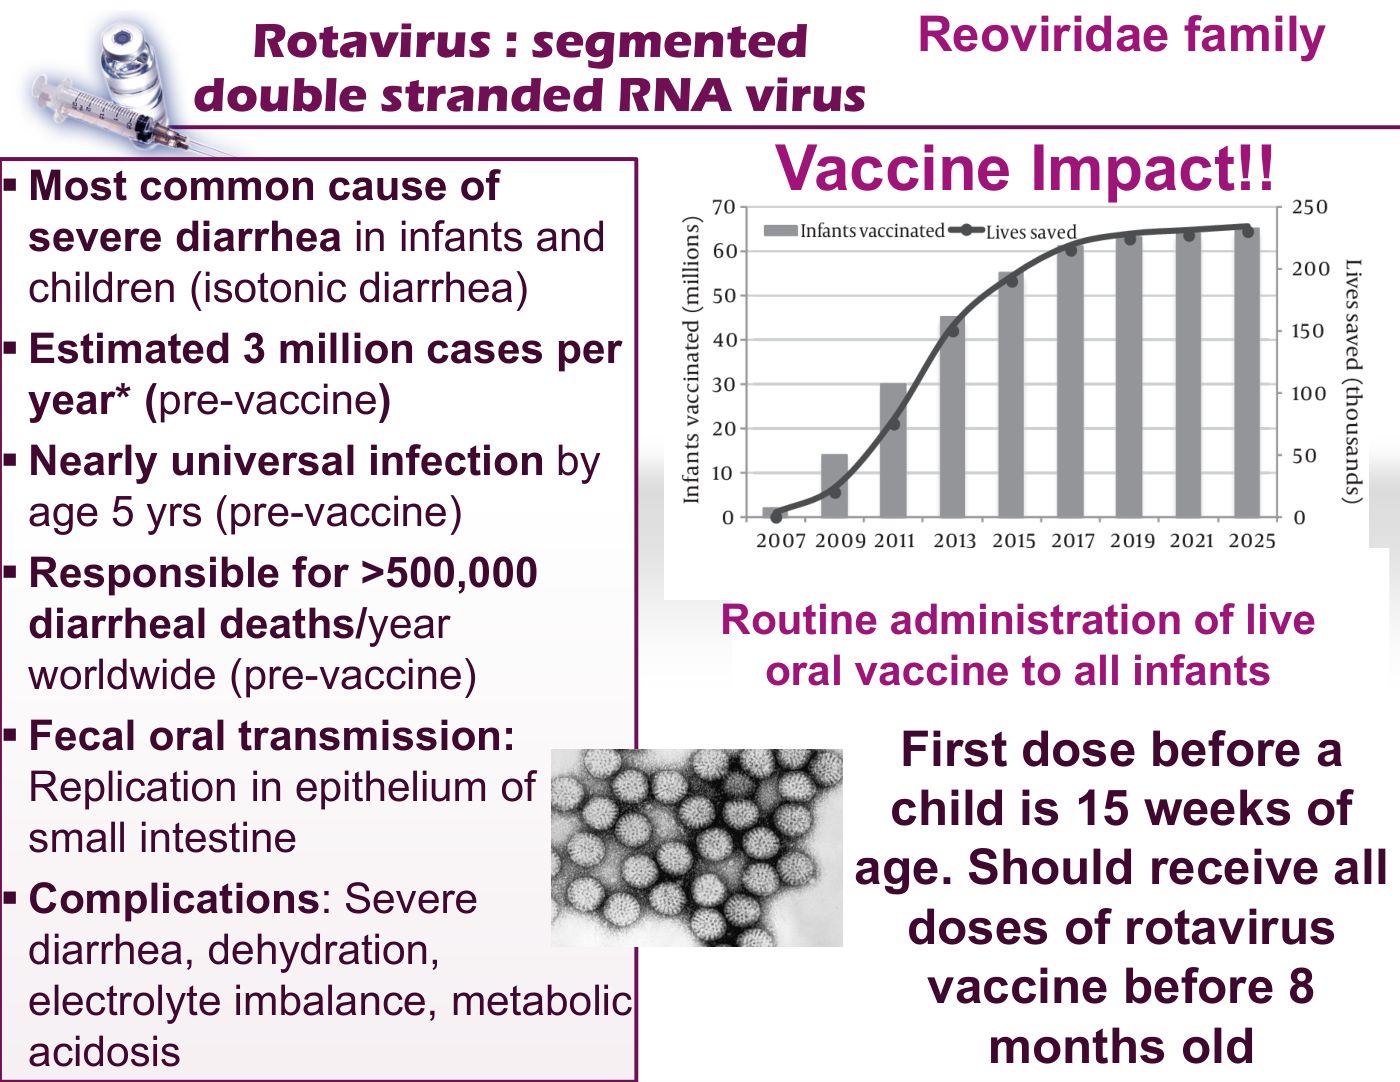 Rotavirus : segmented
double stranded RNA virus
Reoviridae family
▪ Most common cause of
severe diarrhea in infants and
children (isotonic diarrhea)
▪ Estimated 3 million cases per
year* (pre-vaccine)
▪ Nearly universal infection by
age 5 yrs (pre-vaccine)
▪ Responsible for >500,000
diarrheal deaths/year
worldwide (pre-vaccine)
▪ Fecal oral transmission:
Replication in epithelium of
small intestine
▪ Complications: Severe
diarrhea, dehydration,
electrolyte imbalance, metabolic
acidosis
Vaccine Impact!!
Infants vaccinated Lives saved
Infants vaccinated (millions)
70
60
50
40
30
20
10
0
250
200
150
100
50
0
Lives saved (thousands)
2007 2009 2011 2013 2015 2017 2019 2021 2025
Routine administration of live
oral vaccine to all infants
First dose before a
child is 15 weeks of
age. Should receive all
doses of rotavirus
vaccine before 8
months old